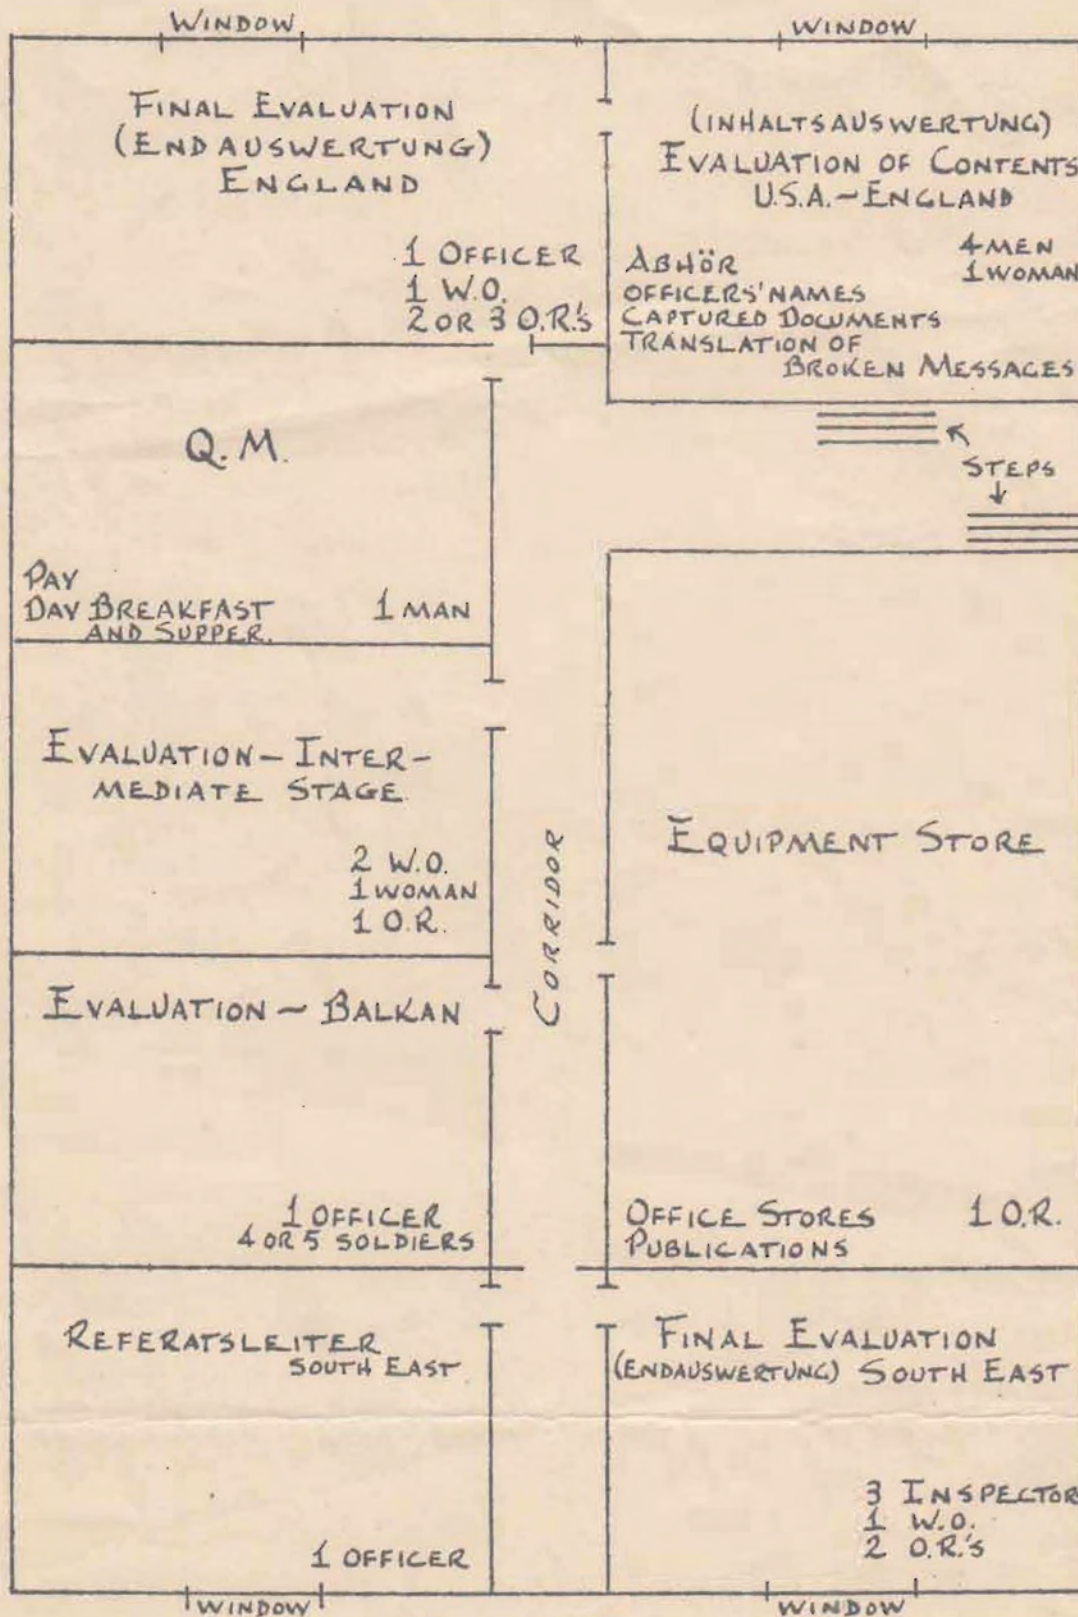 WINDOW
WINDOW
FINAL EVALUATION
(ENDAUSWERTUNG)
ENGLAND
1 OFFICER
1 W.O.
2 OR 3 O.R.'s
(INHALTSAUSWERTUNG)
EVALUATION OF CONTENTS
U.S.A. - ENGLAND
4 MEN
1 WOMAN
ABHÖR
OFFICERS' NAMES
CAPTURED DOCUMENTS
TRANSLATION OF
BROKEN MESSAGES
Q.M.
PAY
DAY BREAKFAST
AND SUPPER.
1 MAN
STEPS
EVALUATION - INTER-
MEDIATE STAGE.
2 W.O.
1 WOMAN
1 O.R.
CORRIDOR
EQUIPMENT STORE
OFFICE STORES
PUBLICATIONS
1 O.R.
EVALUATION - BALKAN
1 OFFICER
4 OR 5 SOLDIERS
REFERATSLEITER
SOUTH EAST
1 OFFICER
FINAL EVALUATION
(ENDAUSWERTUNG) SOUTH EAST
3 INSPECTOR
1 W.O.
2 O.R.'s
WINDOW
WINDOW